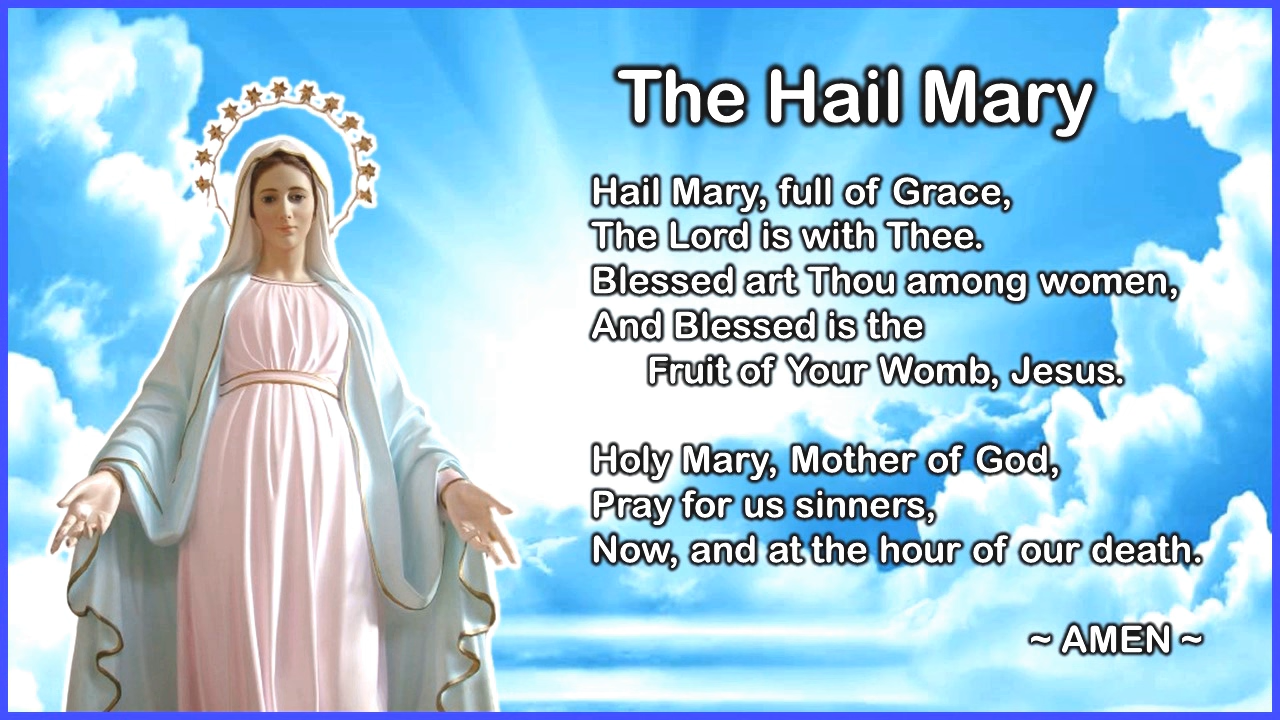 The Hail Mary
Hail Mary, full of Grace,
The Lord is with Thee.
Blessed art Thou among women,
And Blessed is the
Fruit of Your Womb, Jesus.
Holy Mary, Mother of God,
Pray for us sinners,
Now, and at the hour of our death.
~ AMEN ~